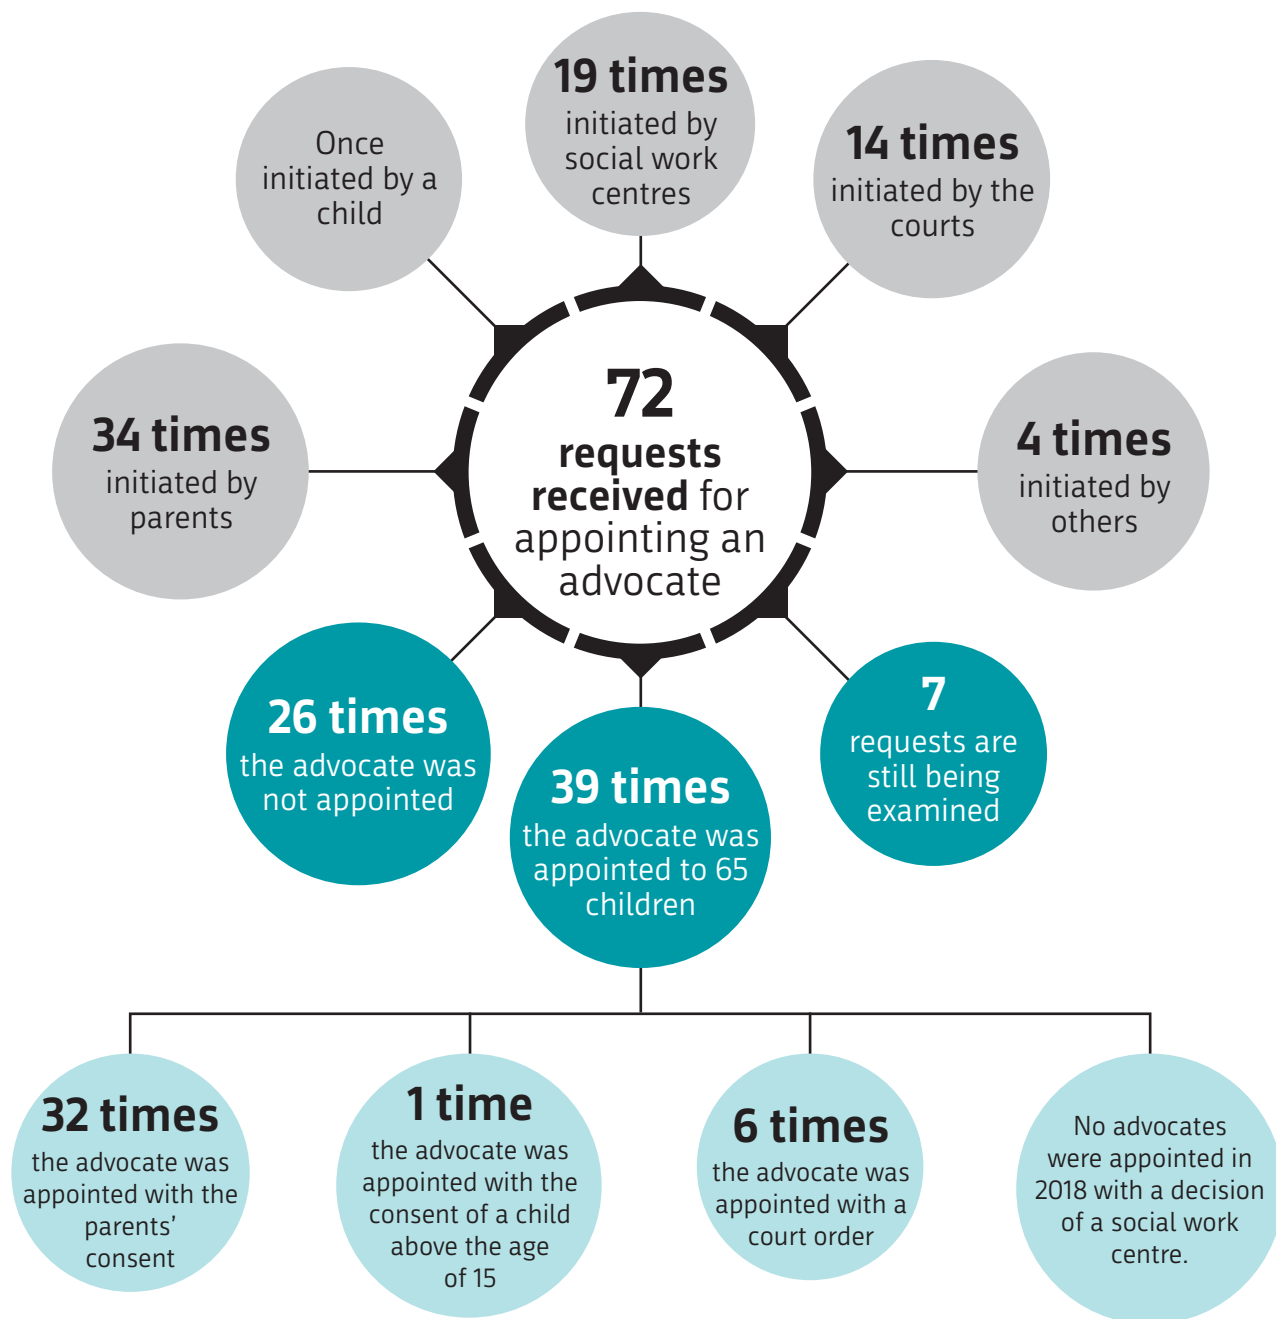 19 times
initiated by
social work
centres
Once
initiated by a
child
14 times
initiated by the
courts
34 times
initiated by
parents
72
requests
received for
appointing an
advocate
4 times
initiated by
others
26 times
the advocate was
not appointed
39 times
the advocate was
appointed to 65
children
7
requests are
still being
examined
32 times
the advocate was
appointed with the
parents’
consent
1 time
the advocate was
appointed with the
consent of a child
above the age
of 15
6 times
the advocate was
appointed with a
court order
No advocates
were appointed in
2018 with a decision
of a social work
centre.